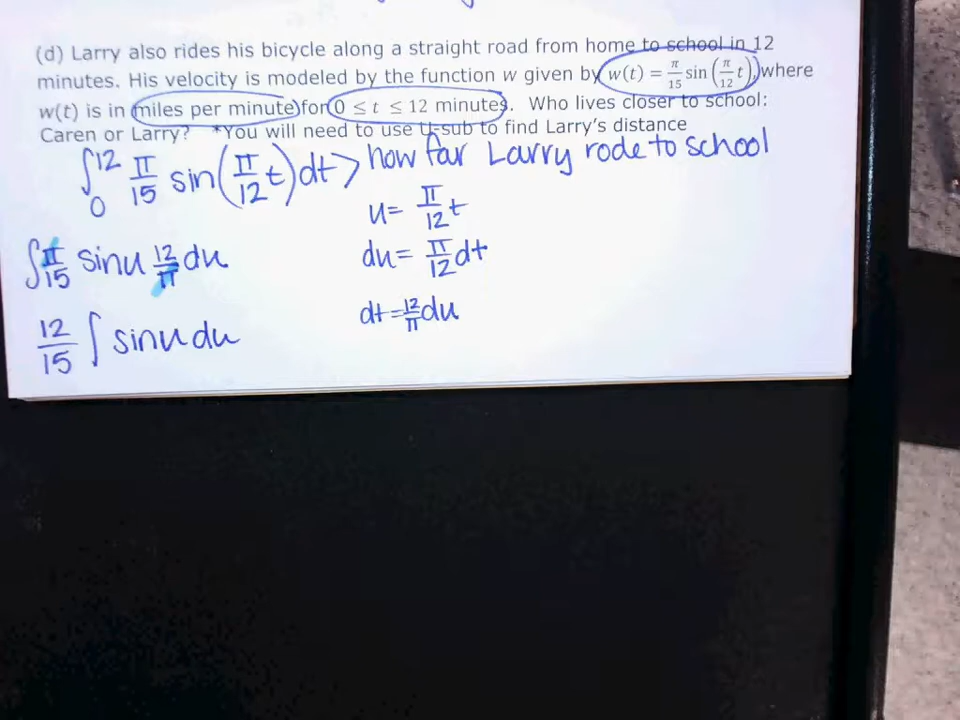 (d) Larry also rides his bicycle along a straight road from home to school in 12
minutes. His velocity is modeled by the function w given by w(t) = π/15 sin (π/12 t), where
w(t) is in miles per minute for 0 ≤ t ≤ 12 minutes. Who lives closer to school:
Caren or Larry? *You will need to use U-sub to find Larry's distance
∫₀¹² π/15 sin(π/12 t)dt > how far Larry rode to school
u= π/12 t
∫ π/15 sinu 12/π du
du= π/12 dt
dt= 12/π du
12/15 ∫ sinu du